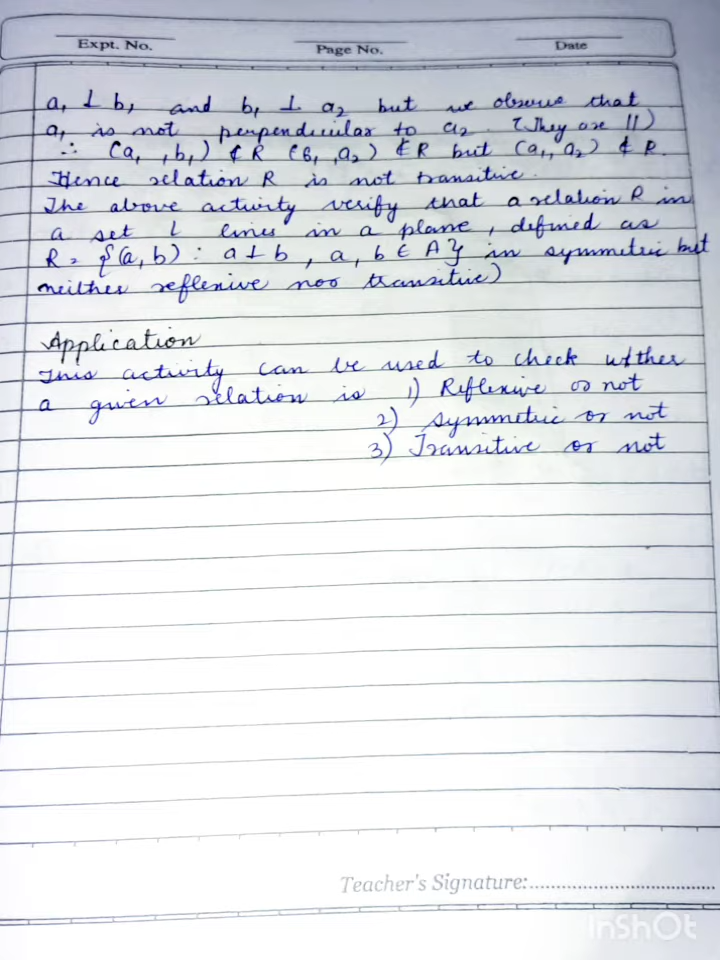 Expt. No.
Page No.
Date
a₁ ⊥ b₁ and b₁ ⊥ a₂ but we observe that
a₁ is not perpendicular to a₂. {They are ||)
∴ (a₁, b₁) ∉ R (b₁, a₂) ∉ R but (a₁, a₂) ∉ R.
Hence relation R is not transitive.
The above activity verify that a relation R in
a set L lines in a plane, defined as
R = {(a, b) : a ⊥ b, a, b ∈ A} in symmetric but
neither reflexive nor transitive)
Application
This activity can be used to check wther
a given relation is 1) Riflexive or not
2) Symmetric or not
3) Transitive or not
Teacher's Signature:
InShOt